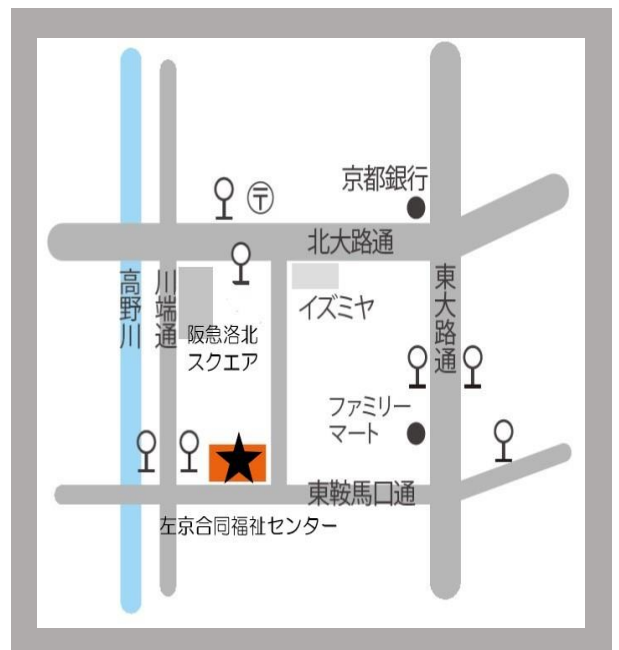 〒
京都銀行
北大路通
高野川
川端通
東大路通
イズミヤ
阪急洛北
スクエア
ファミリー
マート
東鞍馬口通
左京合同福祉センター